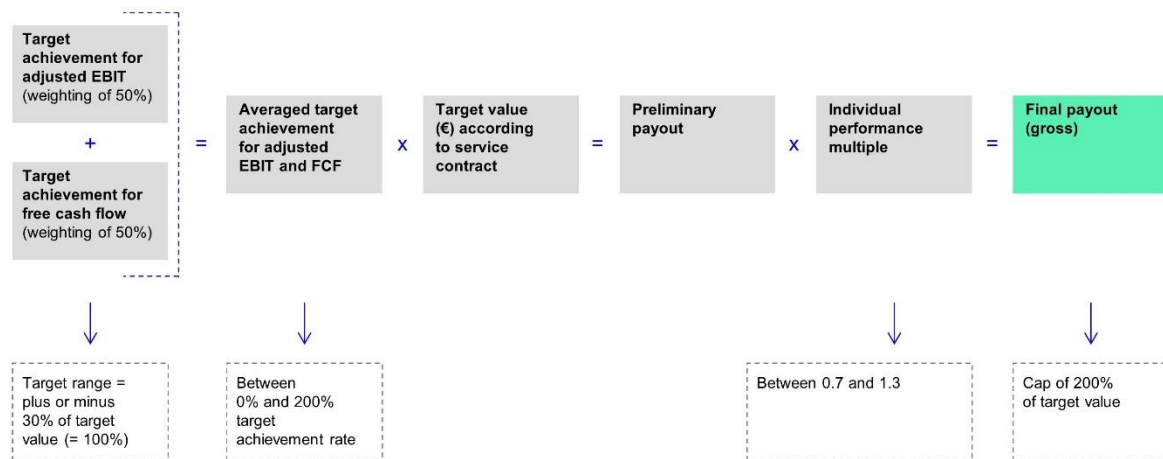 Target
achievement for
adjusted EBIT
(weighting of 50%)
+
Target
achievement for
free cash flow
(weighting of 50%)
=
Averaged target
achievement
for adjusted
EBIT and FCF
x
Target value
(€) according
to service
contract
=
Preliminary
payout
x
Individual
performance
multiple
=
Final payout
(gross)
Target range =
plus or minus
30% of target
value (= 100%)
Between
0% and 200%
target
achievement rate
Between 0.7 and 1.3
Cap of 200%
of target value